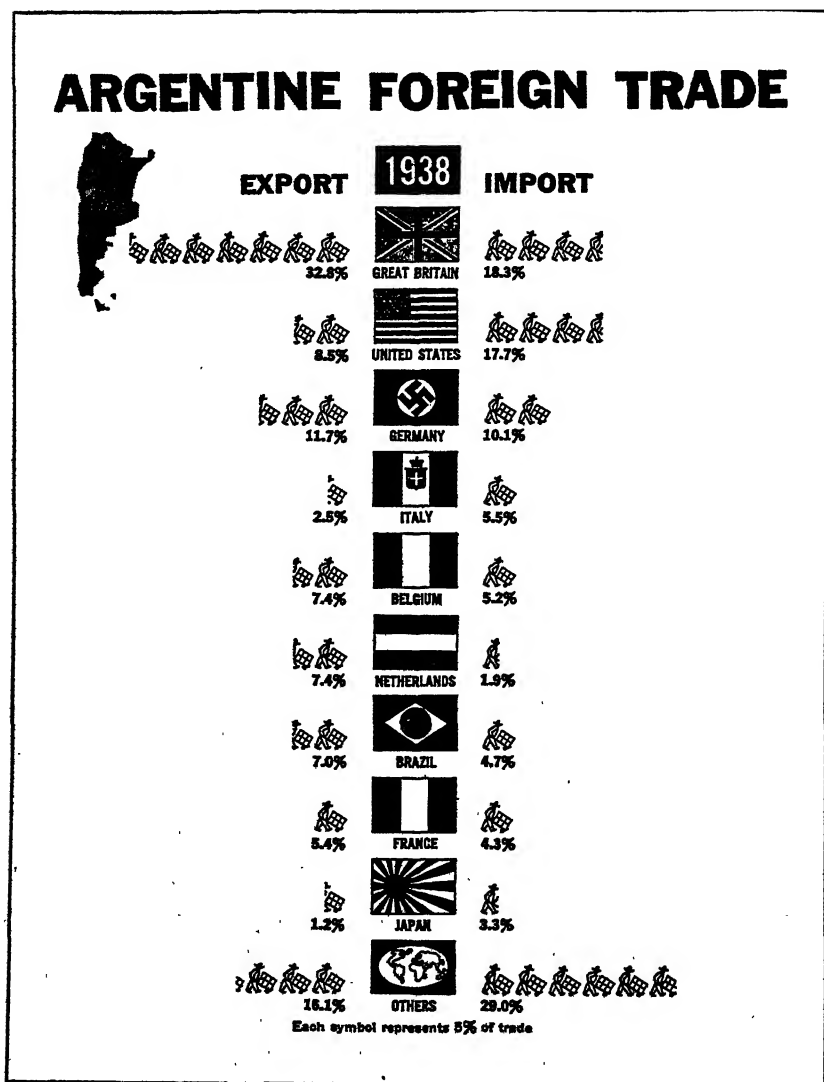 ARGENTINE FOREIGN TRADE
EXPORT 1938 IMPORT
32.8% GREAT BRITAIN 18.3%
8.5% UNITED STATES 17.7%
11.7% GERMANY 10.1%
2.5% ITALY 5.5%
7.4% BELGIUM 5.2%
7.4% NETHERLANDS 1.9%
7.0% BRAZIL 4.7%
5.4% FRANCE 4.3%
1.2% JAPAN 3.3%
16.1% OTHERS 29.0%
Each symbol represents 5% of trade